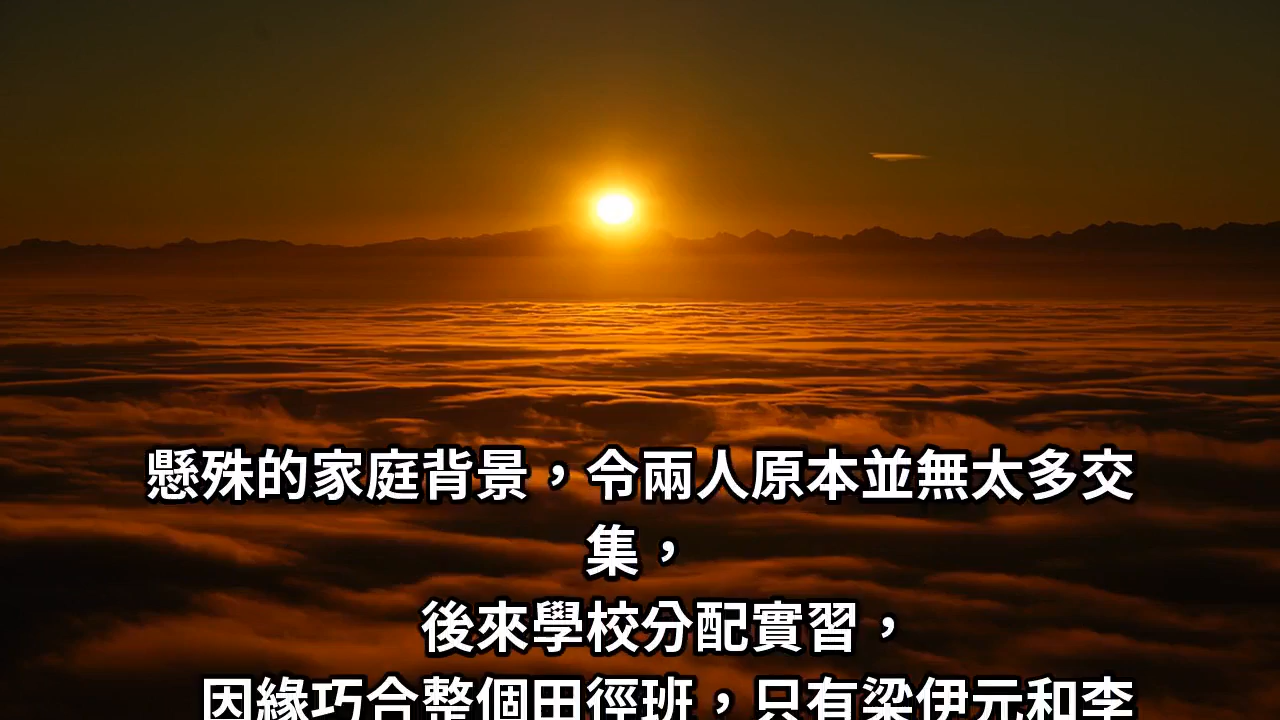 懸殊的家庭背景，令兩人原本並無太多交
集，
後來學校分配實習，
因緣巧合整個田徑班，只有梁伊元和李